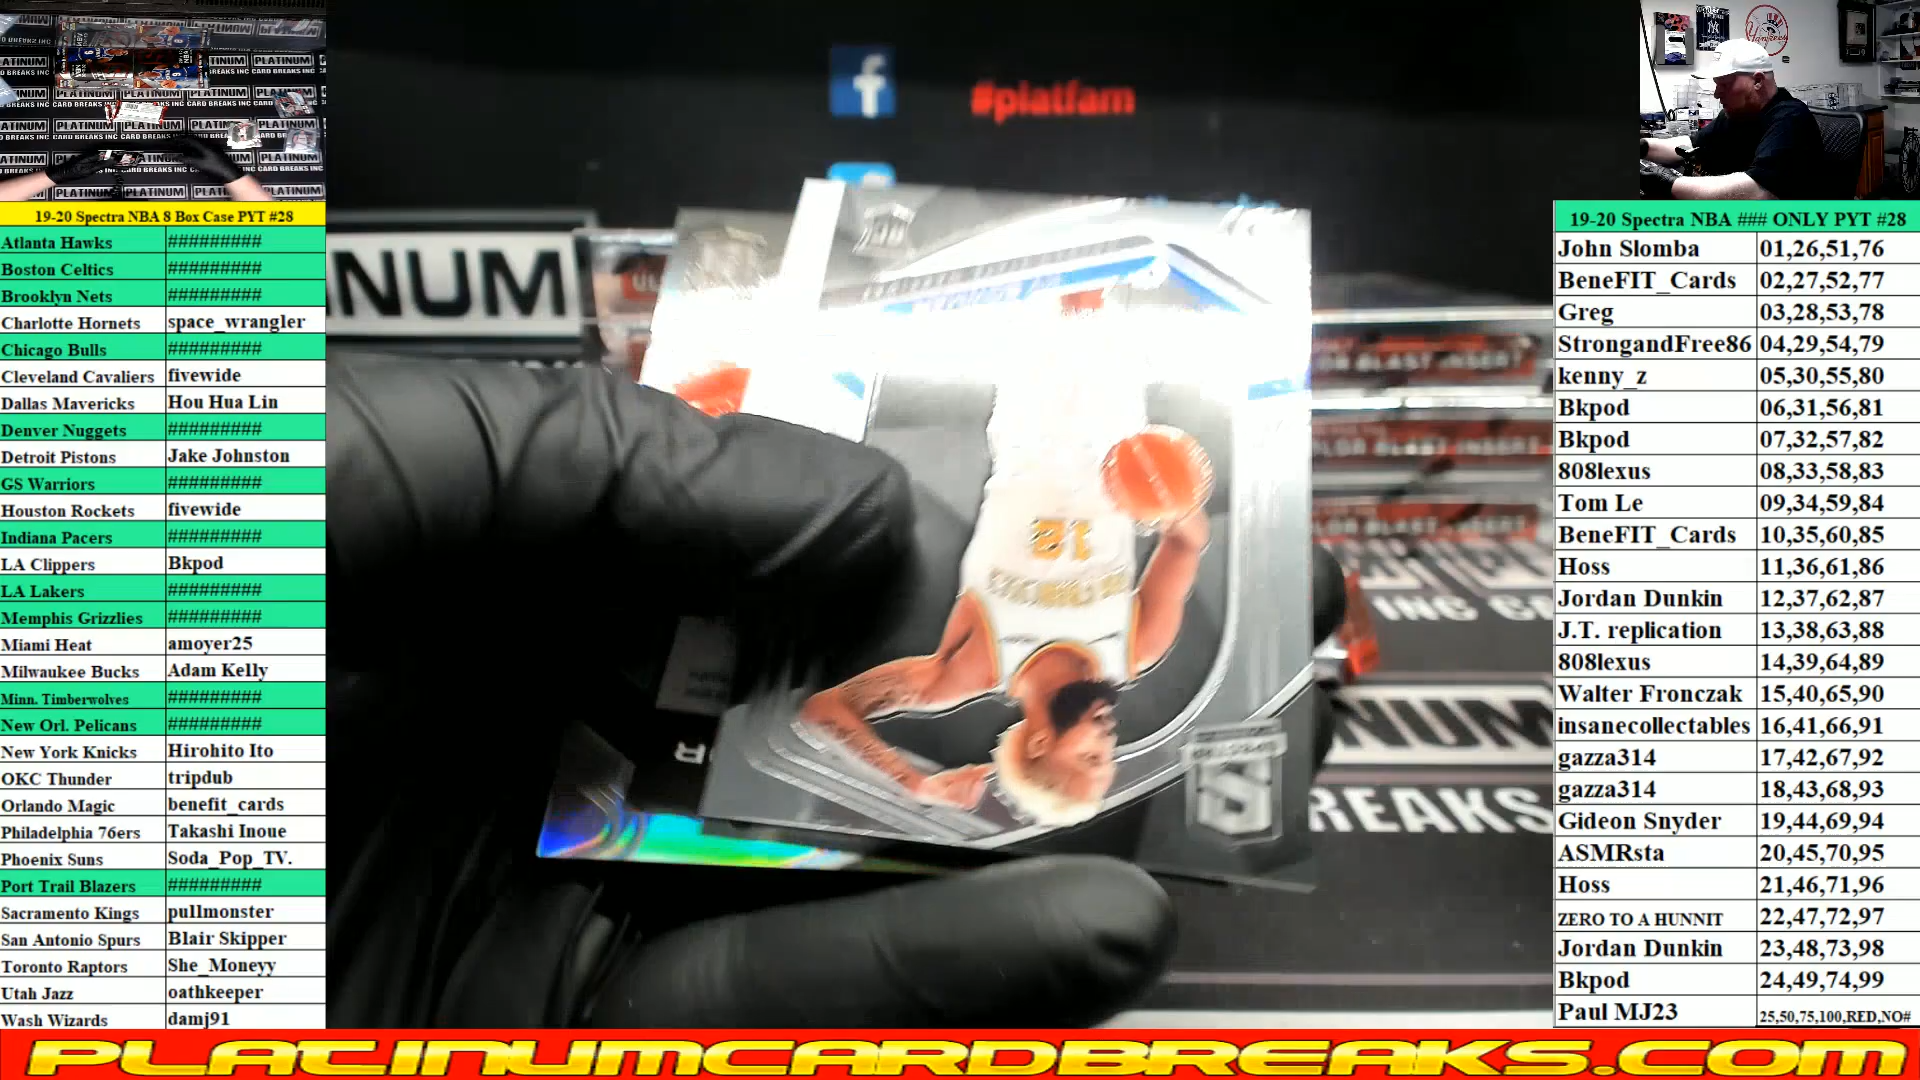 19-20 Spectra NBA 8 Box Case PYT #28
Atlanta Hawks #########
Boston Celtics #########
Brooklyn Nets #########
Charlotte Hornets space_wrangler
Chicago Bulls #########
Cleveland Cavaliers fivewide
Dallas Mavericks Hou Hua Lin
Denver Nuggets #########
Detroit Pistons Jake Johnston
GS Warriors #########
Houston Rockets fivewide
Indiana Pacers #########
LA Clippers Bkpod
LA Lakers #########
Memphis Grizzlies #########
Miami Heat amoyer25
Milwaukee Bucks Adam Kelly
Minn. Timberwolves #########
New Orl. Pelicans #########
New York Knicks Hirohito Ito
OKC Thunder tripdub
Orlando Magic benefit_cards
Philadelphia 76ers Takashi Inoue
Phoenix Suns Soda_Pop_TV.
Port Trail Blazers #########
Sacramento Kings pullmonster
San Antonio Spurs Blair Skipper
Toronto Raptors She_Moneyy
Utah Jazz oathkeeper
Wash Wizards damj91
#platfam
INUM
12
SPECTRA
ING C
NUM
BREAKS
19-20 Spectra NBA ### ONLY PYT #28
John Slomba 01,26,51,76
BeneFIT_Cards 02,27,52,77
Greg 03,28,53,78
StrongandFree86 04,29,54,79
kenny_z 05,30,55,80
Bkpod 06,31,56,81
Bkpod 07,32,57,82
808lexus 08,33,58,83
Tom Le 09,34,59,84
BeneFIT_Cards 10,35,60,85
Hoss 11,36,61,86
Jordan Dunkin 12,37,62,87
J.T. replication 13,38,63,88
808lexus 14,39,64,89
Walter Fronczak 15,40,65,90
insanecollectables 16,41,66,91
gazza314 17,42,67,92
gazza314 18,43,68,93
Gideon Snyder 19,44,69,94
ASMRsta 20,45,70,95
Hoss 21,46,71,96
ZERO TO A HUNNIT 22,47,72,97
Jordan Dunkin 23,48,73,98
Bkpod 24,49,74,99
Paul MJ23 25,50,75,100,RED,NO#
PLATINUMCARDBREAKS.COM